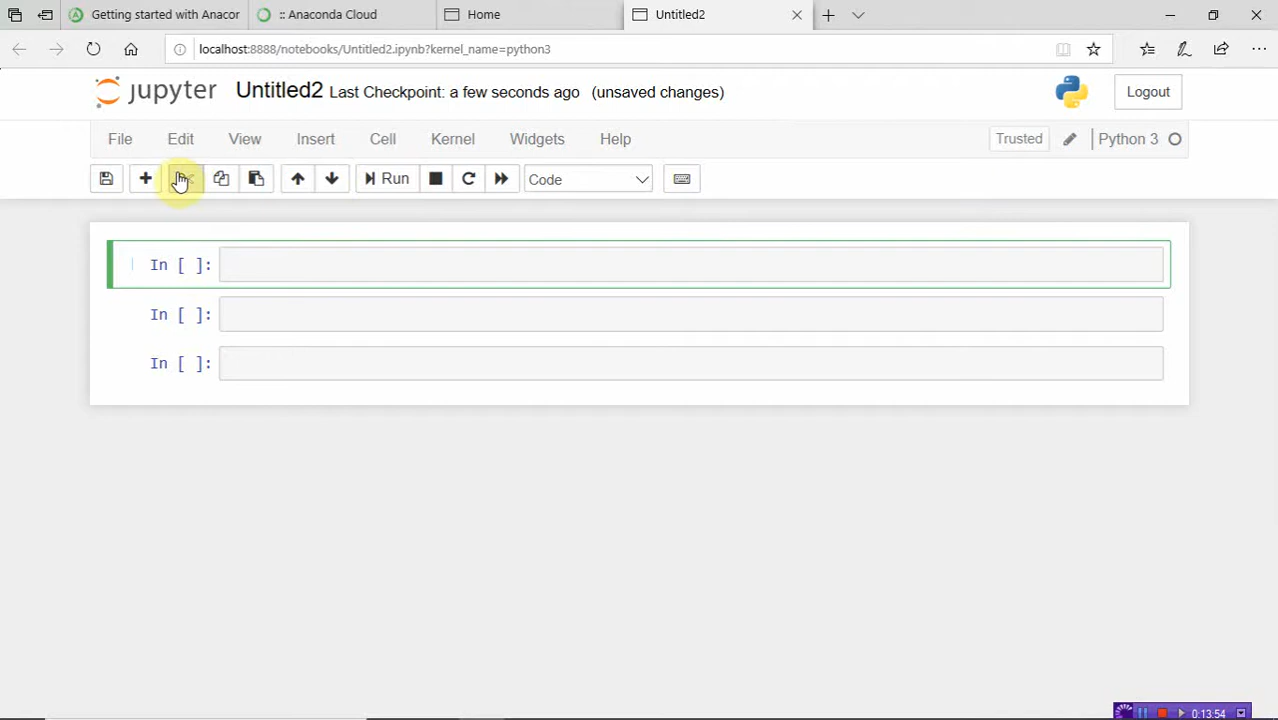 Getting started with Anacor
:: Anaconda Cloud
Home
Untitled2
localhost:8888/notebooks/Untitled2.ipynb?kernel_name=python3
jupyter Untitled2 Last Checkpoint: a few seconds ago (unsaved changes)
Logout
File Edit View Insert Cell Kernel Widgets Help
Trusted
Python 3
Run
Code
In [ ]:
In [ ]:
In [ ]:
0:13:54